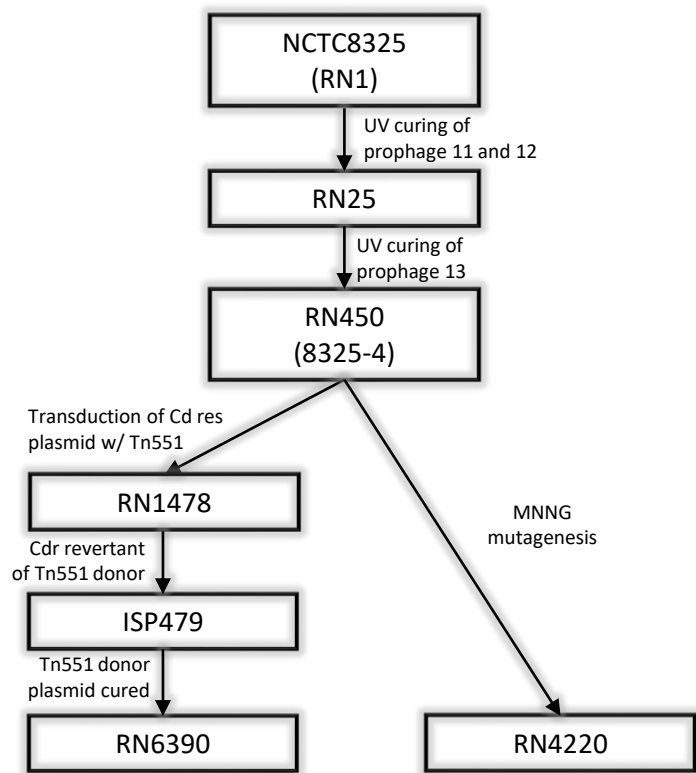 NCTC8325
(RN1)
UV curing of
prophage 11 and 12
RN25
UV curing of
prophage 13
RN450
(8325-4)
Transduction of Cd res
plasmid w/ Tn551
RN1478
MNNG
mutagenesis
Cdr revertant
of Tn551 donor
ISP479
Tn551 donor
plasmid cured
RN6390
RN4220